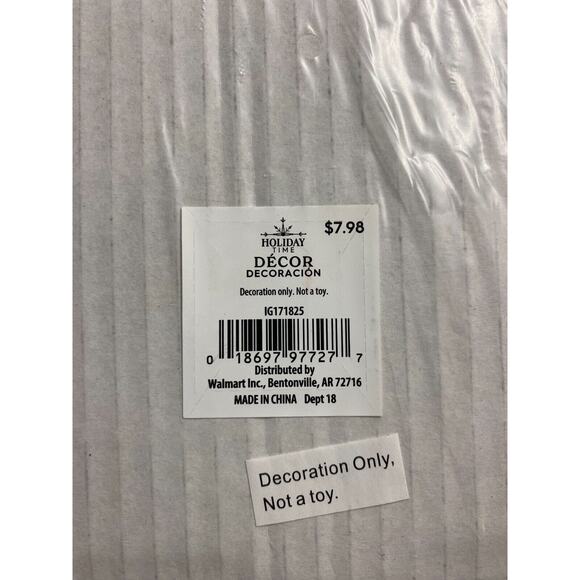 HOLIDAY
TIME
$7.98
DÉCOR
DECORACIÓN
Decoration only. Not a toy.
IG171825
0 18697 97727 7
Distributed by
Walmart Inc., Bentonville, AR 72716
MADE IN CHINA Dept 18
Decoration Only,
Not a toy.